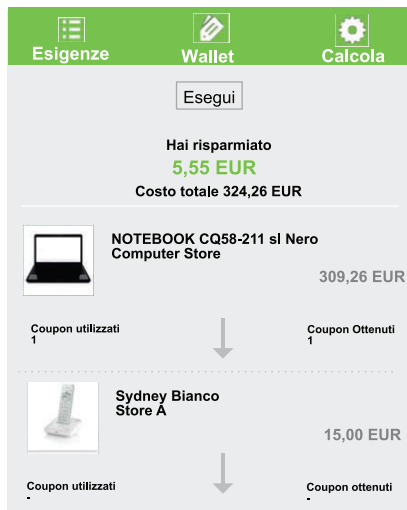 Esigenze Wallet Calcola
Esegui
Hai risparmiato
5,55 EUR
Costo totale 324,26 EUR
NOTEBOOK CQ58-211 sl Nero
Computer Store
309,26 EUR
Coupon utilizzati Coupon Ottenuti
1 1
Sydney Bianco
Store A
15,00 EUR
Coupon utilizzati Coupon ottenuti
- -